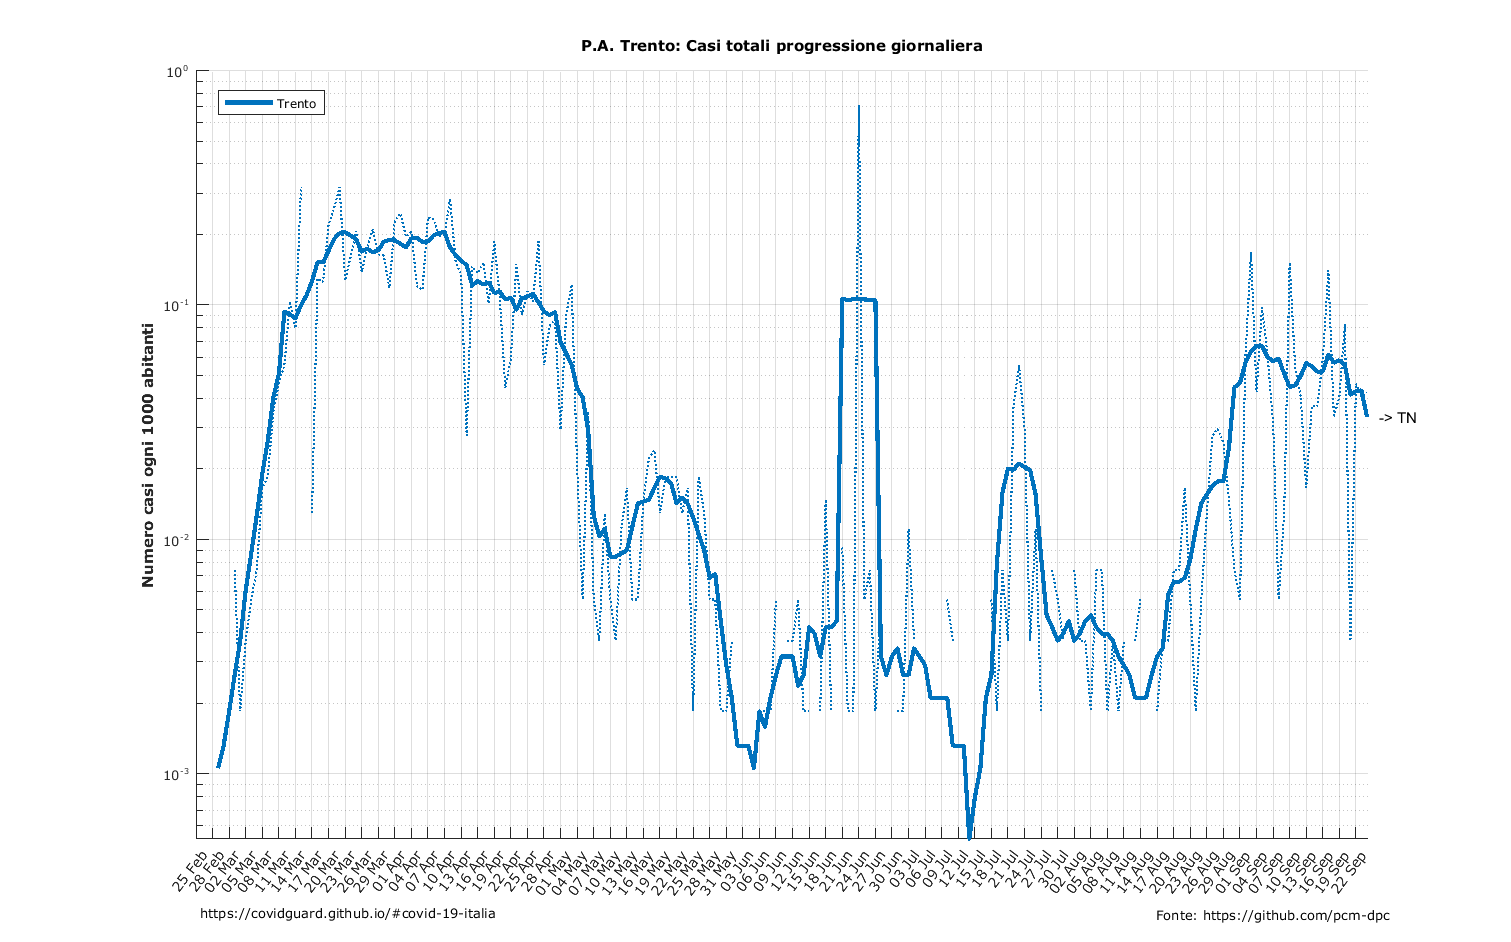 P.A. Trento: Casi totali progressione giornaliera
Trento
10⁰
10⁻¹
10⁻²
10⁻³
Numero casi ogni 1000 abitanti
-> TN
25 Feb
28 Feb
02 Mar
05 Mar
08 Mar
11 Mar
14 Mar
17 Mar
20 Mar
23 Mar
26 Mar
29 Mar
01 Apr
04 Apr
07 Apr
10 Apr
13 Apr
16 Apr
19 Apr
22 Apr
25 Apr
28 Apr
01 May
04 May
07 May
10 May
13 May
16 May
19 May
22 May
25 May
28 May
31 May
03 Jun
06 Jun
09 Jun
12 Jun
15 Jun
18 Jun
21 Jun
24 Jun
27 Jun
30 Jun
03 Jul
06 Jul
09 Jul
12 Jul
15 Jul
18 Jul
21 Jul
24 Jul
27 Jul
30 Jul
02 Aug
05 Aug
08 Aug
11 Aug
14 Aug
17 Aug
20 Aug
23 Aug
26 Aug
29 Aug
01 Sep
04 Sep
07 Sep
10 Sep
13 Sep
16 Sep
19 Sep
22 Sep
https://covidguard.github.io/#covid-19-italia
Fonte: https://github.com/pcm-dpc